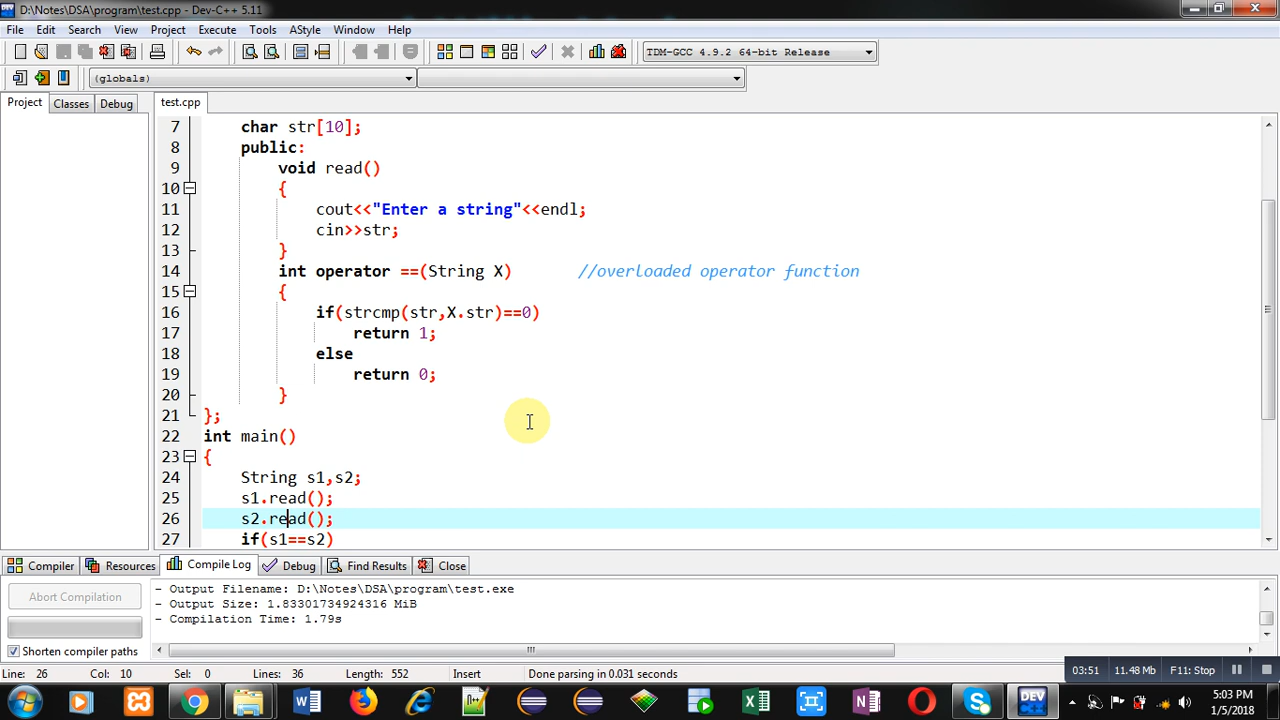 D:\Notes\DSA\program\test.cpp - Dev-C++ 5.11
File Edit Search View Project Execute Tools AStyle Window Help
TDM-GCC 4.9.2 64-bit Release
(globals)
Project Classes Debug test.cpp
7 char str[10];
8 public:
9 void read()
10 {
11 cout<<"Enter a string"<<endl;
12 cin>>str;
13 }
14 int operator ==(String X) //overloaded operator function
15 {
16 if(strcmp(str,X.str)==0)
17 return 1;
18 else
19 return 0;
20 }
21 };
22 int main()
23 {
24 String s1,s2;
25 s1.read();
26 s2.read();
27 if(s1==s2)
Compiler Resources Compile Log Debug Find Results Close
Abort Compilation
- Output Filename: D:\Notes\DSA\program\test.exe
- Output Size: 1.83301734924316 MiB
- Compilation Time: 1.79s
Shorten compiler paths
Line: 26 Col: 10 Sel: 0 Lines: 36 Length: 552 Insert Done parsing in 0.031 seconds
03:51 11.48 Mb F11: Stop
DEV
5:03 PM
1/5/2018